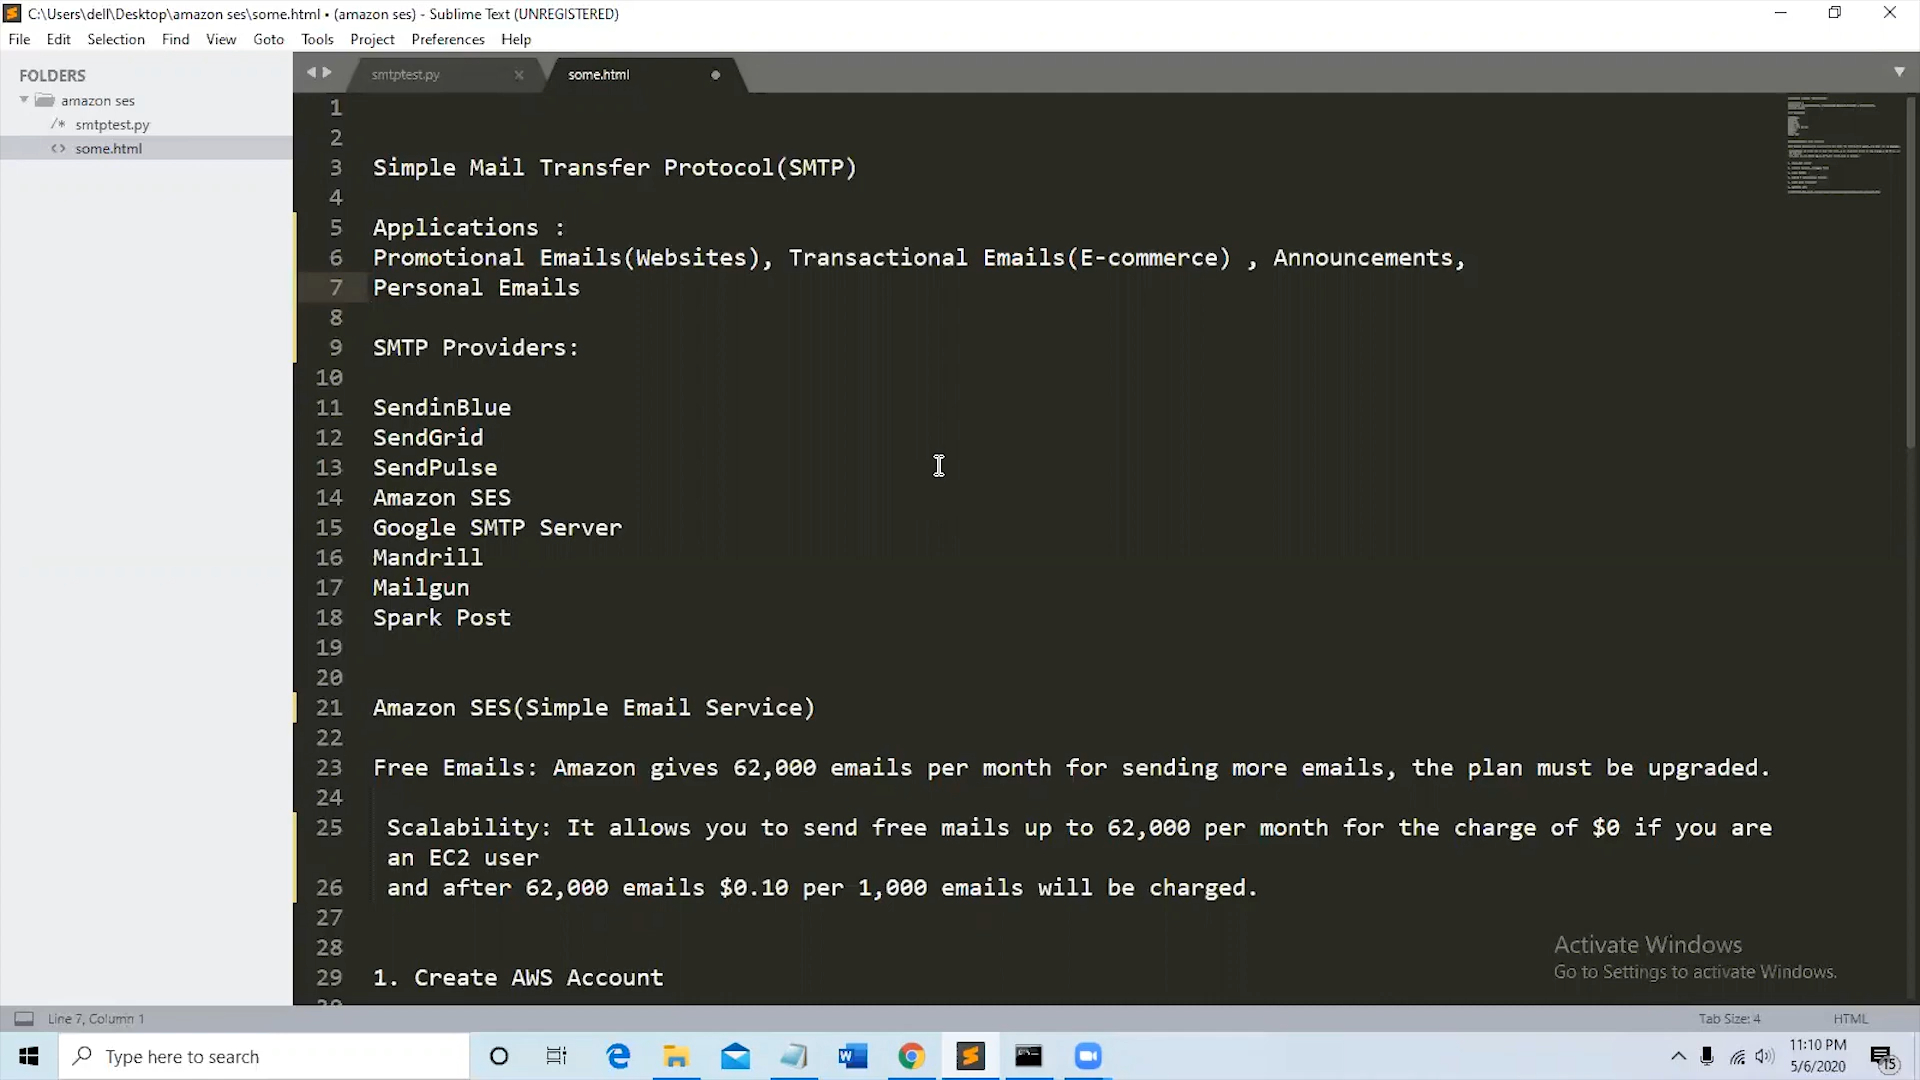 C:\Users\dell\Desktop\amazon ses\some.html • (amazon ses) - Sublime Text (UNREGISTERED)
File Edit Selection Find View Goto Tools Project Preferences Help
FOLDERS
amazon ses
/* smtptest.py
<> some.html
smtptest.py ×
some.html
1
2
3 Simple Mail Transfer Protocol(SMTP)
4
5 Applications :
6 Promotional Emails(Websites), Transactional Emails(E-commerce) , Announcements,
7 Personal Emails
8
9 SMTP Providers:
10
11 SendinBlue
12 SendGrid
13 SendPulse
14 Amazon SES
15 Google SMTP Server
16 Mandrill
17 Mailgun
18 Spark Post
19
20
21 Amazon SES(Simple Email Service)
22
23 Free Emails: Amazon gives 62,000 emails per month for sending more emails, the plan must be upgraded.
24
25 Scalability: It allows you to send free mails up to 62,000 per month for the charge of $0 if you are
an EC2 user
26 and after 62,000 emails $0.10 per 1,000 emails will be charged.
27
28
29 1. Create AWS Account
Activate Windows
Go to Settings to activate Windows.
Line 7, Column 1
Tab Size: 4
HTML
Type here to search
11:10 PM
5/6/2020
15